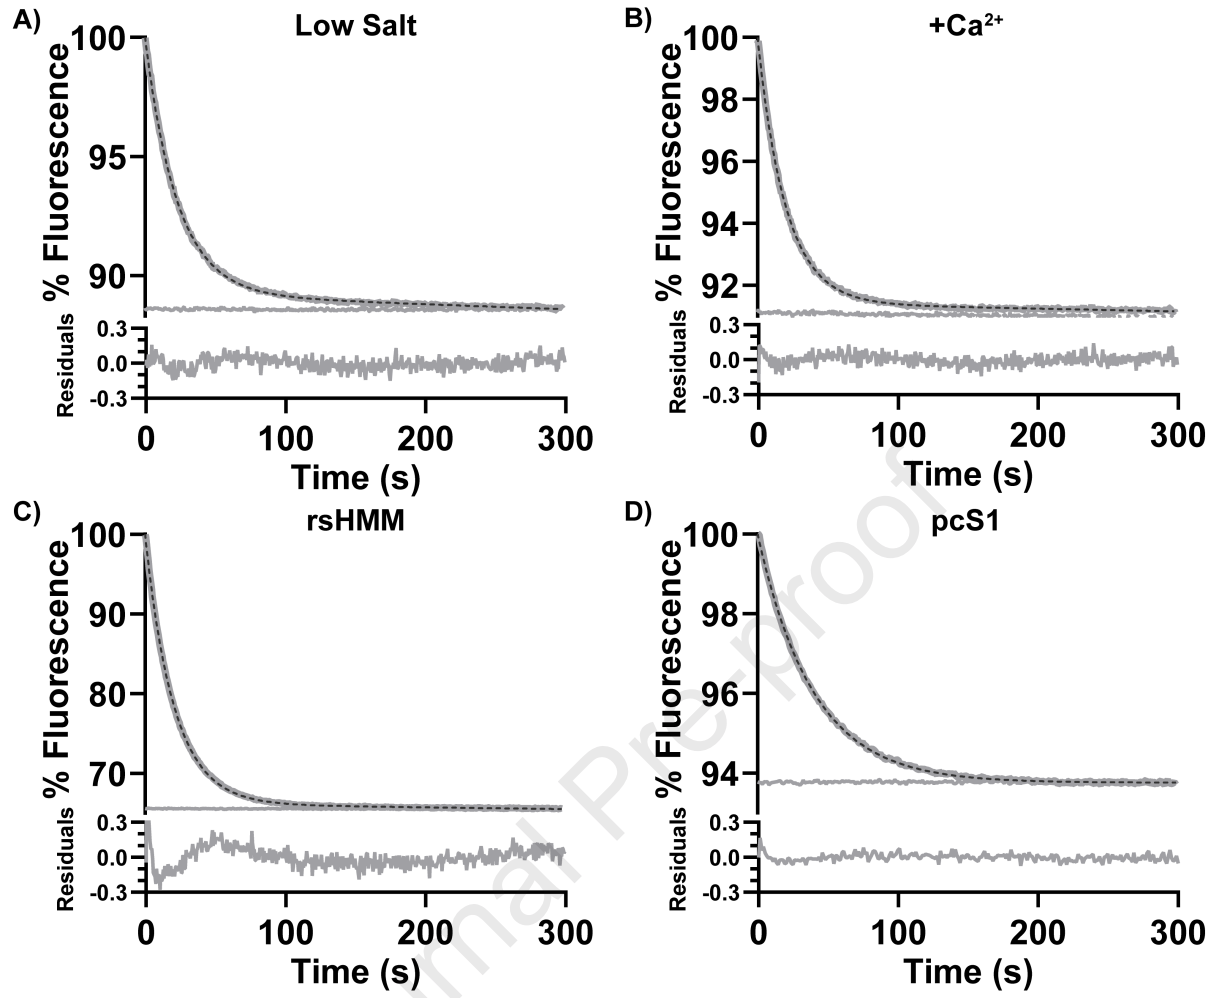 A)
Low Salt
% Fluorescence
100
95
90
Residuals
0.3
0.0
-0.3
0
100
200
300
Time (s)
B)
+Ca²⁺
% Fluorescence
100
98
96
94
92
Residuals
0.3
0.0
-0.3
0
100
200
300
Time (s)
C)
rsHMM
% Fluorescence
100
90
80
70
Residuals
0.3
0.0
-0.3
0
100
200
300
Time (s)
D)
pcS1
% Fluorescence
100
98
96
94
Residuals
0.3
0.0
-0.3
0
100
200
300
Time (s)
rnal Pre-proof